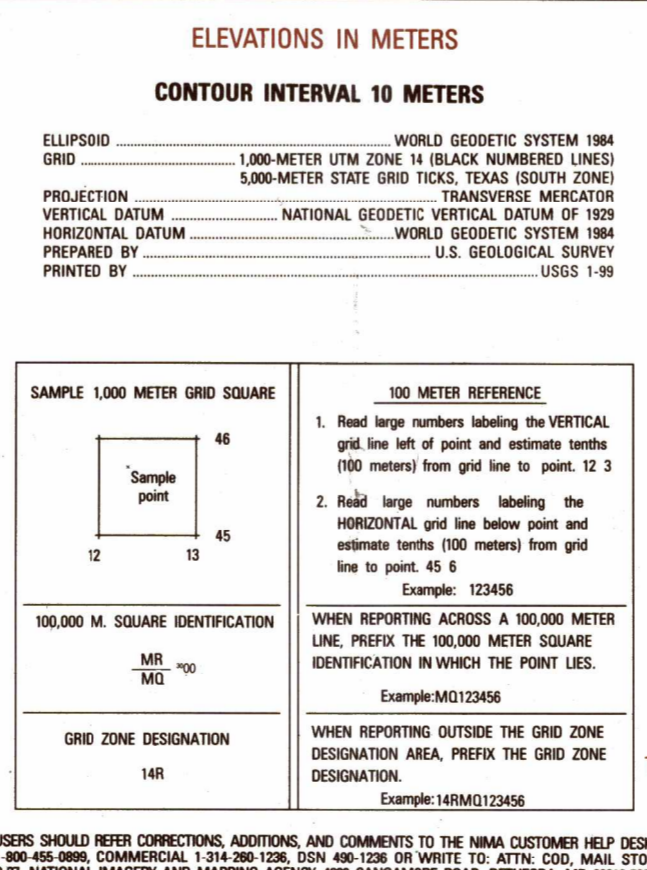 ELEVATIONS IN METERS
CONTOUR INTERVAL 10 METERS
ELLIPSOID ... WORLD GEODETIC SYSTEM 1984
GRID ... 1,000-METER UTM ZONE 14 (BLACK NUMBERED LINES)
5,000-METER STATE GRID TICKS, TEXAS (SOUTH ZONE)
PROJECTION ... TRANSVERSE MERCATOR
VERTICAL DATUM ... NATIONAL GEODETIC VERTICAL DATUM OF 1929
HORIZONTAL DATUM ... WORLD GEODETIC SYSTEM 1984
PREPARED BY ... U.S. GEOLOGICAL SURVEY
PRINTED BY ... USGS 1-99
SAMPLE 1,000 METER GRID SQUARE
46
Sample
point
45
12 13
100,000 M. SQUARE IDENTIFICATION
MR
MQ
00
GRID ZONE DESIGNATION
14R
100 METER REFERENCE
1. Read large numbers labeling the VERTICAL
grid line left of point and estimate tenths
(100 meters) from grid line to point. 12 3
2. Read large numbers labeling the
HORIZONTAL grid line below point and
estimate tenths (100 meters) from grid
line to point. 45 6
Example: 123456
WHEN REPORTING ACROSS A 100,000 METER
LINE, PREFIX THE 100,000 METER SQUARE
IDENTIFICATION IN WHICH THE POINT LIES.
Example:MQ123456
WHEN REPORTING OUTSIDE THE GRID ZONE
DESIGNATION AREA, PREFIX THE GRID ZONE
DESIGNATION.
Example:14RMQ123456
USERS SHOULD REFER CORRECTIONS, ADDITIONS, AND COMMENTS TO THE NIMA CUSTOMER HELP DES
-800-455-0899, COMMERCIAL 1-314-260-1236, DSN 490-1236 OR WRITE TO: ATTN: COD, MAIL STO
NATIONAL IMAGERY AND MAPPING AGENCY